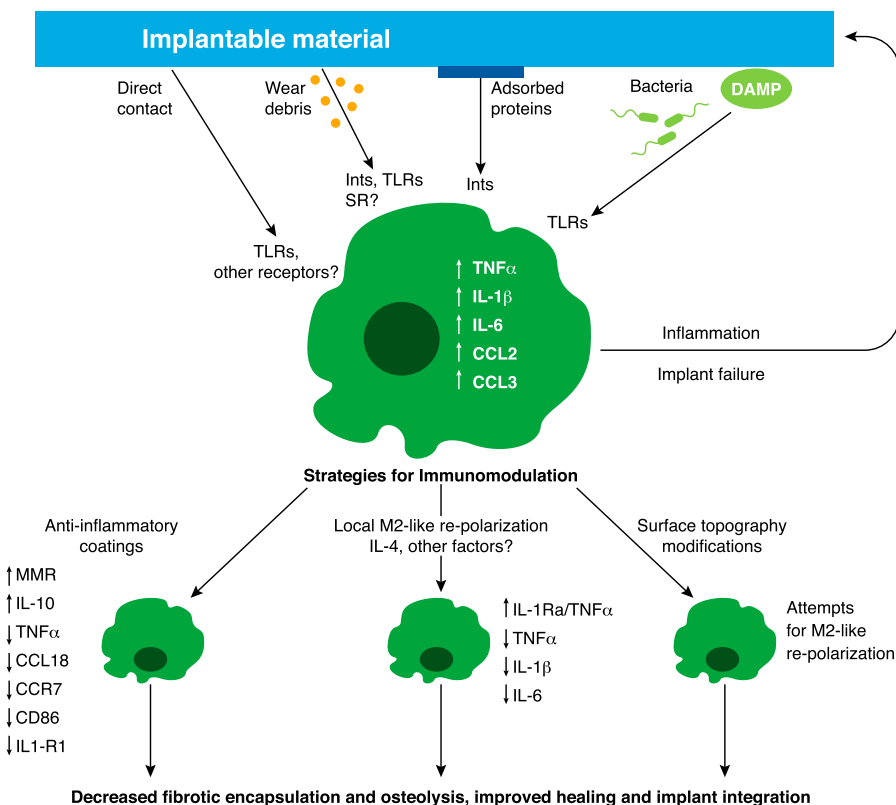 Implantable material
Direct
contact
Wear
debris
Adsorbed
proteins
Bacteria
DAMP
Ints, TLRs
SR?
Ints
TLRs
TLRs,
other receptors?
↑ TNFα
↑ IL-1β
↑ IL-6
↑ CCL2
↑ CCL3
Inflammation
Implant failure
Strategies for Immunomodulation
Anti-inflammatory
coatings
Local M2-like re-polarization
IL-4, other factors?
Surface topography
modifications
↑ MMR
↑ IL-10
↓ TNFα
↓ CCL18
↓ CCR7
↓ CD86
↓ IL1-R1
↑ IL-1Ra/TNFα
↓ TNFα
↓ IL-1β
↓ IL-6
Attempts
for M2-like
re-polarization
Decreased fibrotic encapsulation and osteolysis, improved healing and implant integration